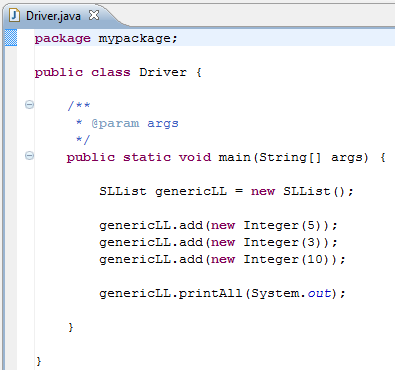 Driver.java
package mypackage;
public class Driver {
/**
* @param args
*/
public static void main(String[] args) {
SLList genericLL = new SLList();
genericLL.add(new Integer(5));
genericLL.add(new Integer(3));
genericLL.add(new Integer(10));
genericLL.printAll(System.out);
}
}